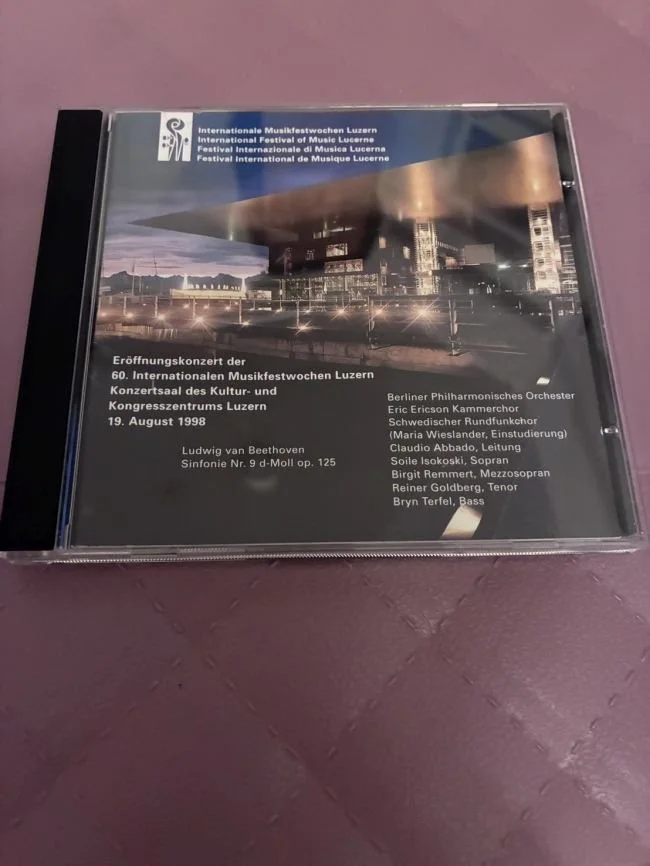 Internationale Musikfestwochen Luzern
International Festival of Music Lucerne
Festival Internazionale di Musica Lucerna
Festival International de Musique Lucerne
Eröffnungskonzert der
60. Internationalen Musikfestwochen Luzern
Konzertsaal des Kultur- und
Kongresszentrums Luzern
19. August 1998
Ludwig van Beethoven
Sinfonie Nr. 9 d-Moll op. 125
Berliner Philharmonisches Orchester
Eric Ericson Kammerchor
Schwedischer Rundfunkchor
(Maria Wieslander, Einstudierung)
Claudio Abbado, Leitung
Soile Isokoski, Sopran
Birgit Remmert, Mezzosopran
Reiner Goldberg, Tenor
Bryn Terfel, Bass